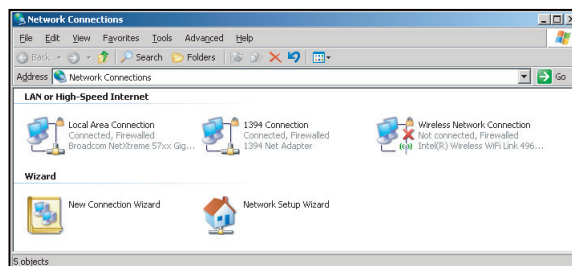 Network Connections
File Edit View Favorites Tools Advanced Help
Back Search Folders
Address Network Connections Go
LAN or High-Speed Internet
Local Area Connection
Connected, Firewalled
Broadcom NetXtreme 57xx Gig...
1394 Connection
Connected, Firewalled
1394 Net Adapter
Wireless Network Connection
Not connected, Firewalled
Intel(R) Wireless WiFi Link 496...
Wizard
New Connection Wizard
Network Setup Wizard
5 objects